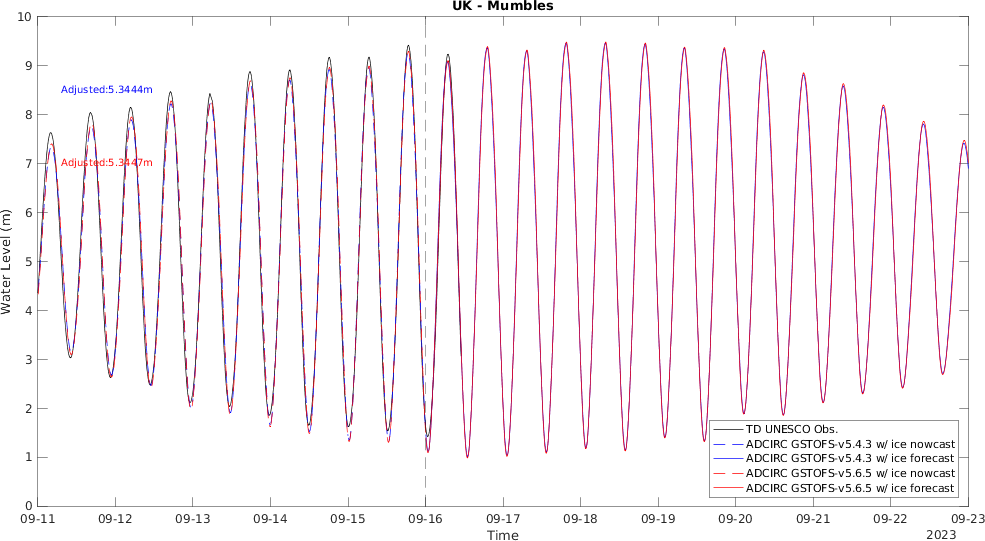 UK - Mumbles
10
9
8
7
6
5
4
3
2
1
0
Water Level (m)
Adjusted:5.3444m
Adjusted:5.3447m
TD UNESCO Obs.
ADCIRC GSTOFS-v5.4.3 w/ ice nowcast
ADCIRC GSTOFS-v5.4.3 w/ ice forecast
ADCIRC GSTOFS-v5.6.5 w/ ice nowcast
ADCIRC GSTOFS-v5.6.5 w/ ice forecast
09-11 09-12 09-13 09-14 09-15 09-16 09-17 09-18 09-19 09-20 09-21 09-22 09-23
Time
2023